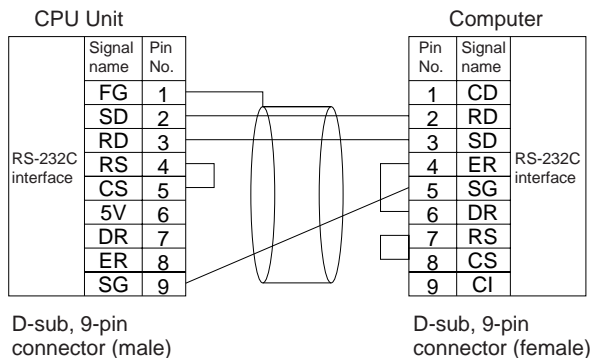 CPU Unit
Computer
Signal name Pin No.
Pin No. Signal name
FG 1
SD 2
RD 3
RS 4
CS 5
5V 6
DR 7
ER 8
SG 9
RS-232C
interface
1 CD
2 RD
3 SD
4 ER
5 SG
6 DR
7 RS
8 CS
9 CI
RS-232C
interface
D-sub, 9-pin
connector (male)
D-sub, 9-pin
connector (female)